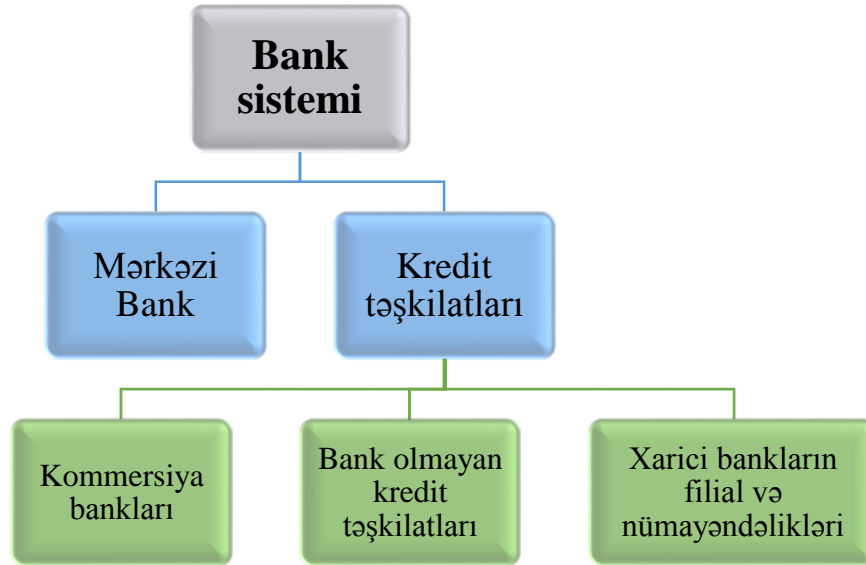 Bank
sistemi
Mərkəzi
Bank
Kredit
təşkilatları
Kommersiya
bankları
Bank olmayan
kredit
təşkilatları
Xarici bankların
filial və
nümayəndəlikləri